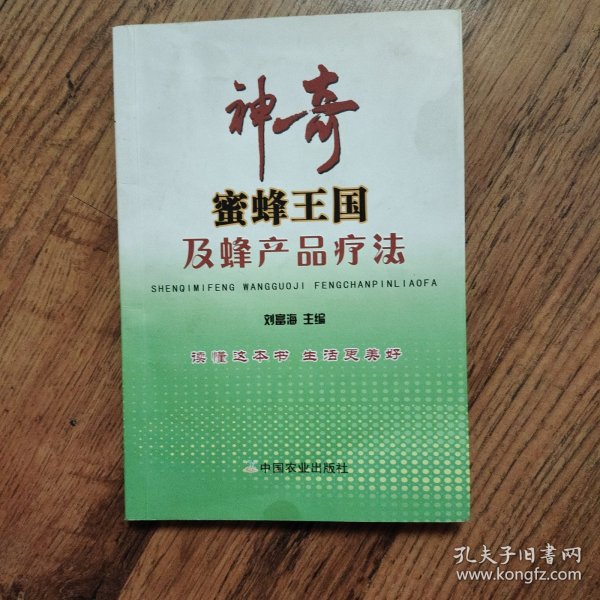 神奇
蜜蜂王国
及蜂产品疗法
SHENQIMIFENG WANGGUOJI FENGCHANPINLIAOFA
刘富海 主编
读懂这本书 生活更美好
中国农业出版社
孔夫子旧书网
www.kongfz.com